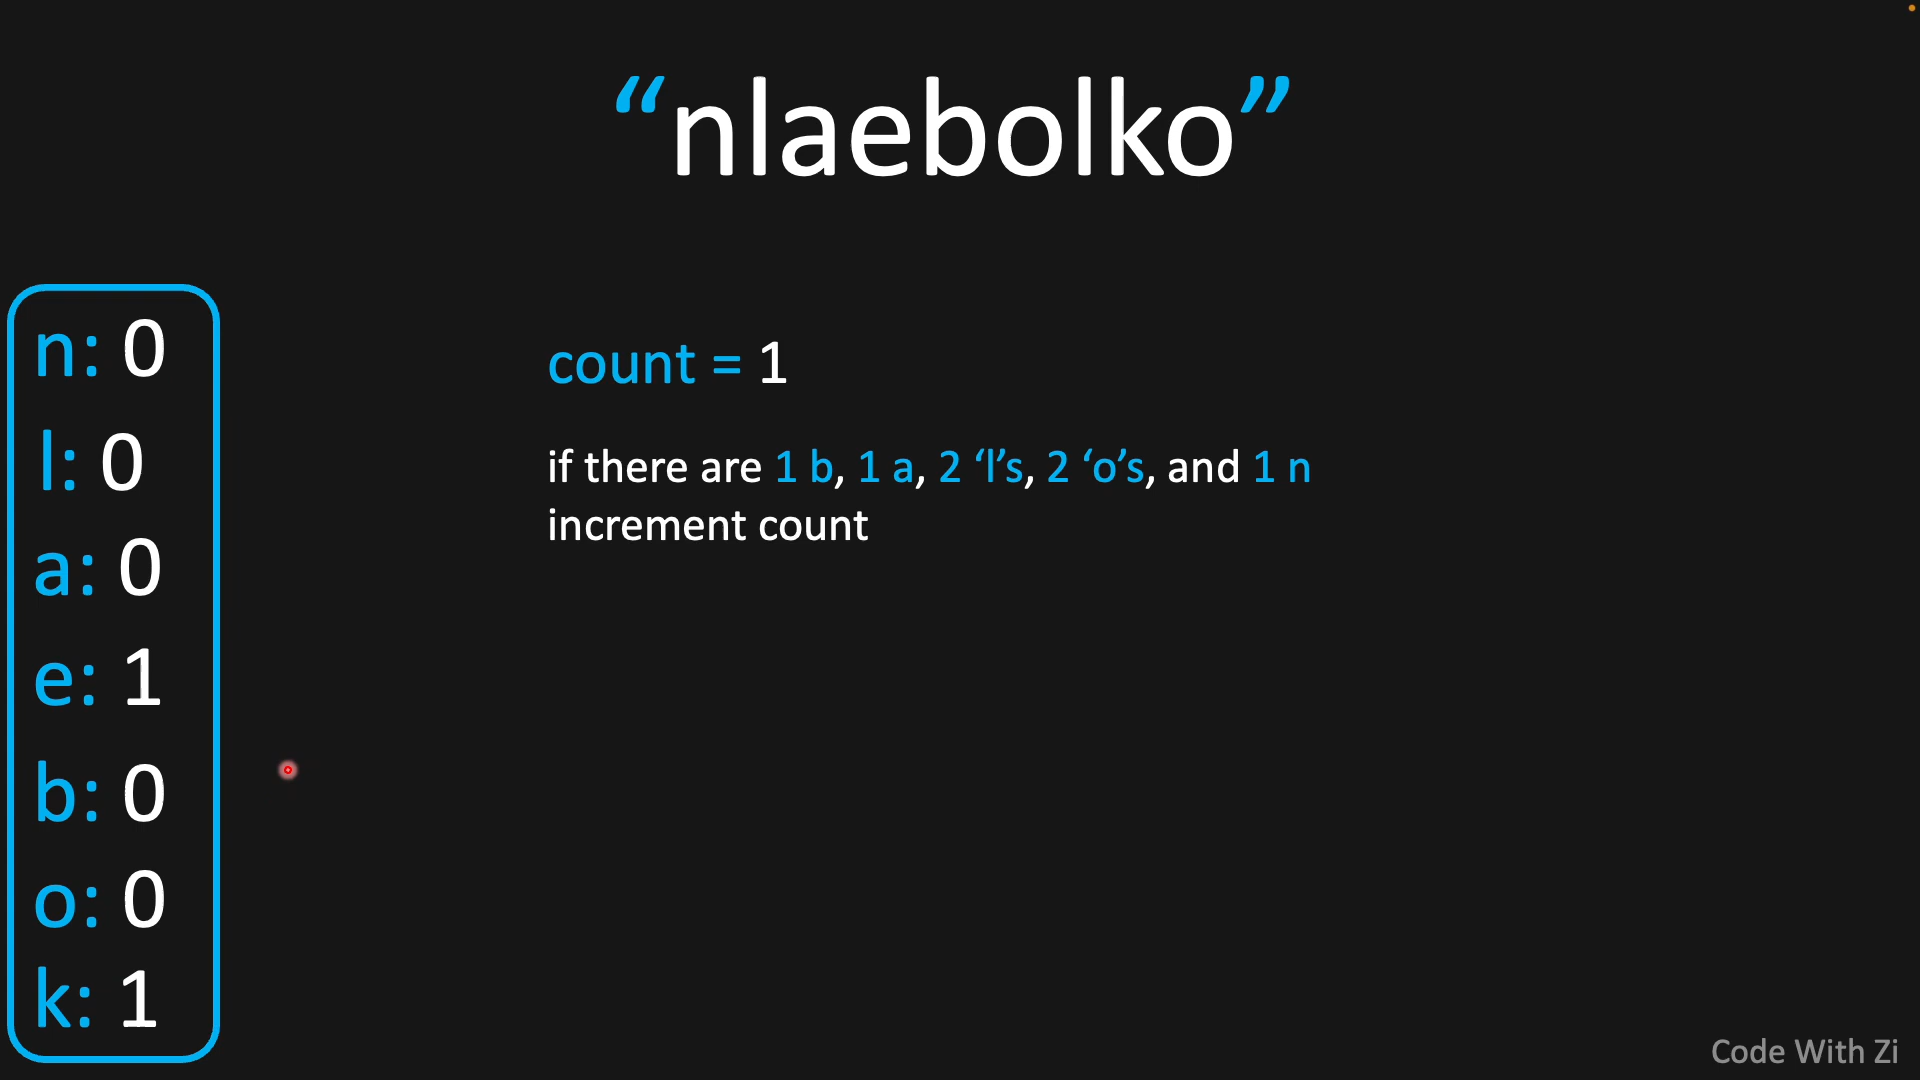 “nlaebolko”
n: 0
l: 0
a: 0
e: 1
b: 0
o: 0
k: 1
count = 1
if there are 1 b, 1 a, 2 ‘l’s, 2 ‘o’s, and 1 n
increment count
Code With Zi